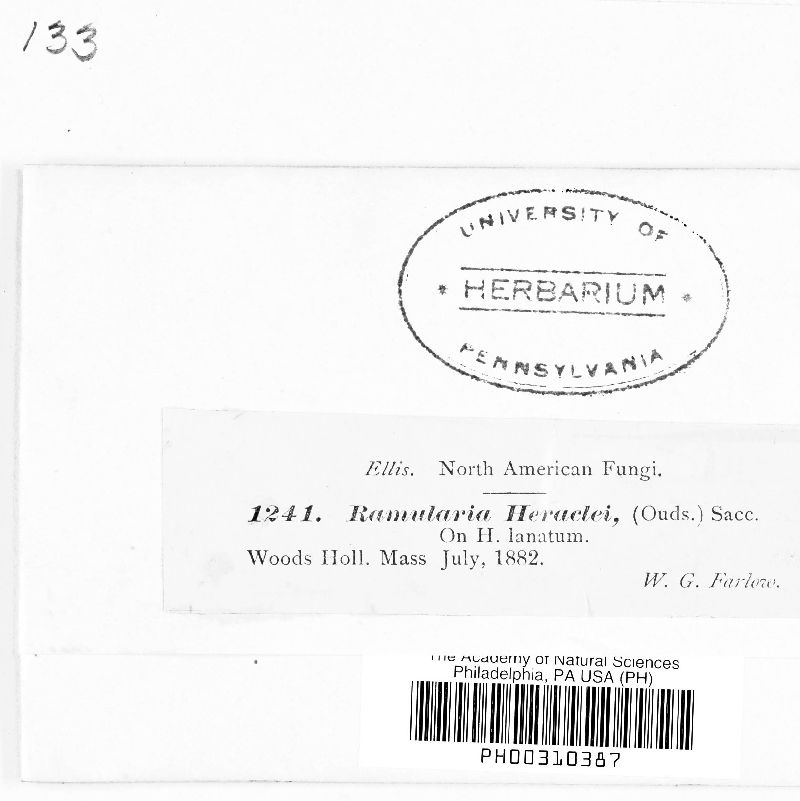 133
UNIVERSITY OF
* HERBARIUM *
PENNSYLVANIA
Ellis. North American Fungi.
1241. Ramularia Heraclei, (Ouds.) Sacc.
On H. lanatum.
Woods Holl. Mass July, 1882.
W. G. Farlow.
The Academy of Natural Sciences
Philadelphia, PA USA (PH)
PH00310387